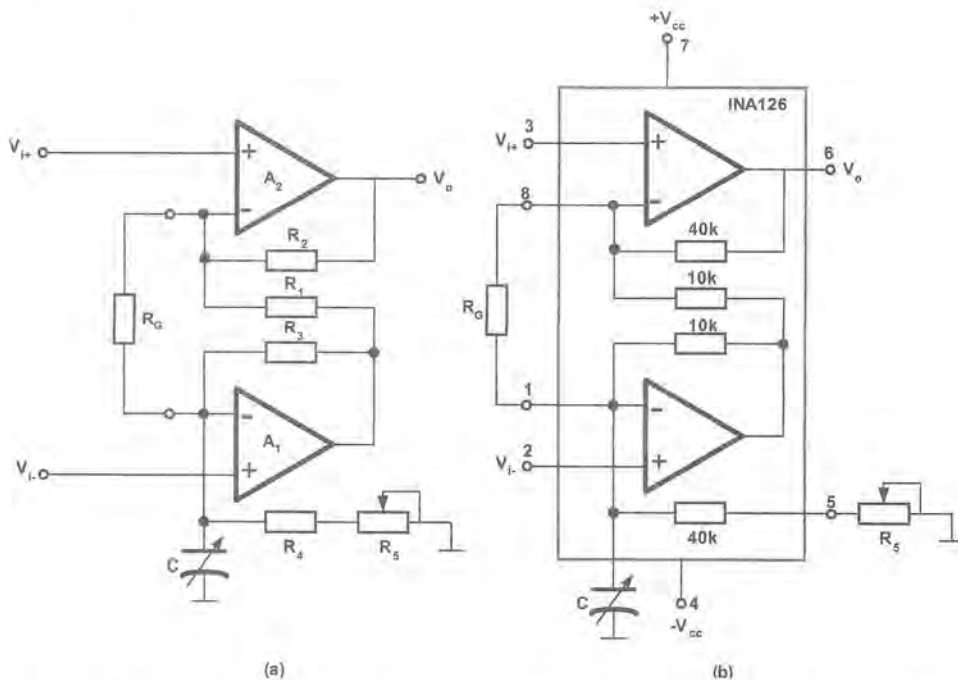 Vi+
A2
Vo
RG
R2
R1
R3
A1
Vi-
R4
R5
C
(a)
+Vcc
7
INA126
3
Vi+
6
Vo
8
40k
10k
RG
10k
1
2
Vi-
5
40k
R5
C
4
-Vcc
(b)